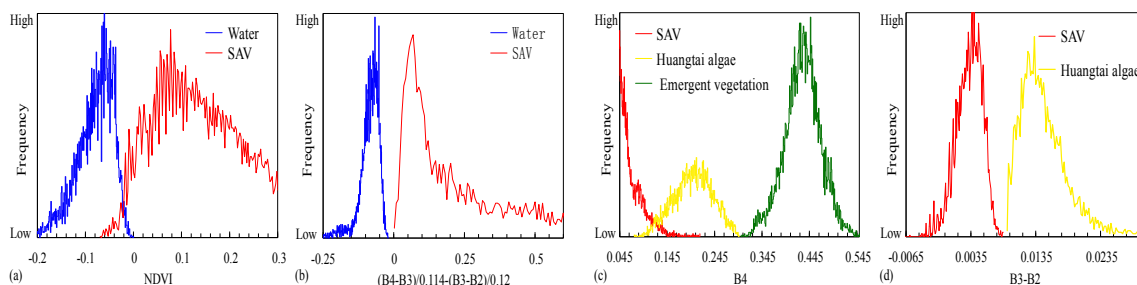 High
Water
SAV
Frequency
Low
-0.2
-0.1
0
0.1
0.2
0.3
(a)
NDVI
High
Water
SAV
Frequency
Low
-0.25
0
0.25
0.5
(b)
(B4-B3)/0.114-(B3-B2)/0.12
High
SAV
Huangtai algae
Emergent vegetation
Frequency
Low
0.045
0.145
0.245
0.345
0.445
0.545
(c)
B4
High
SAV
Huangtai algae
Frequency
Low
-0.0065
0.0035
0.0135
0.0235
(d)
B3-B2